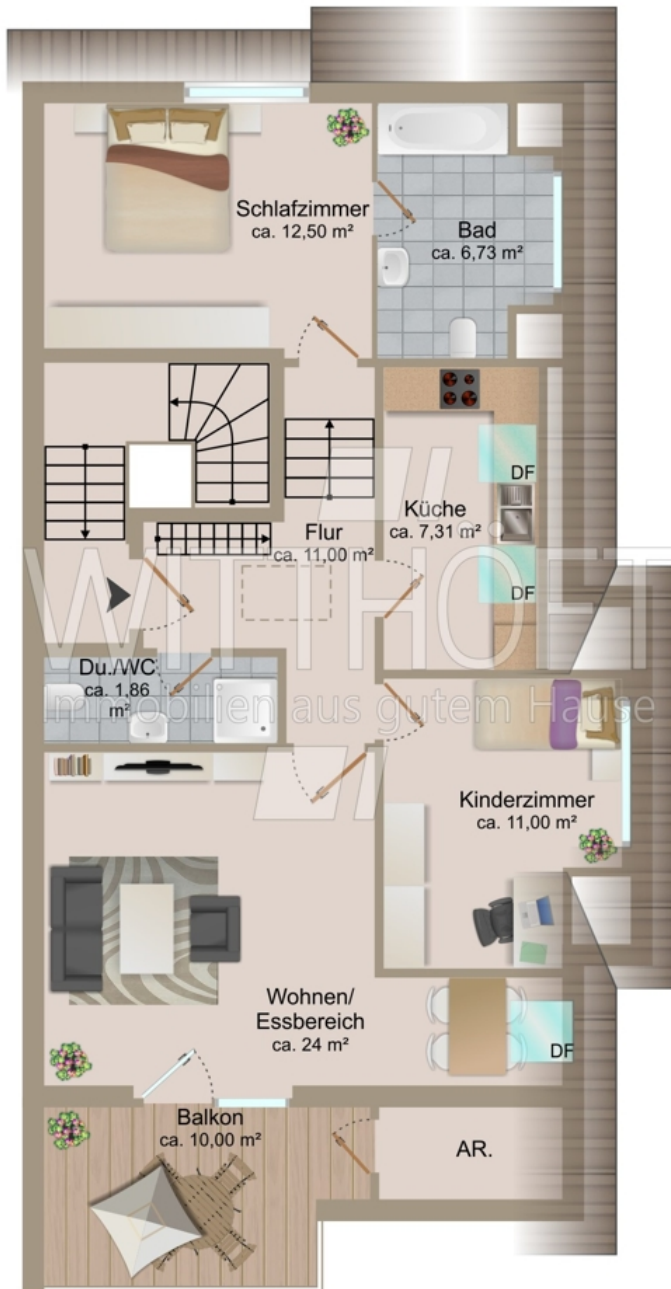 Schlafzimmer
ca. 12,50 m²
Bad
ca. 6,73 m²
DF
Küche
ca. 7,31 m²
Flur
ca. 11,00 m²
DF
WITTHÖFT
Du./WC
ca. 1,86
m²
Immobilien aus gutem Hause
Kinderzimmer
ca. 11,00 m²
Wohnen/
Essbereich
ca. 24 m²
DF
Balkon
ca. 10,00 m²
AR.